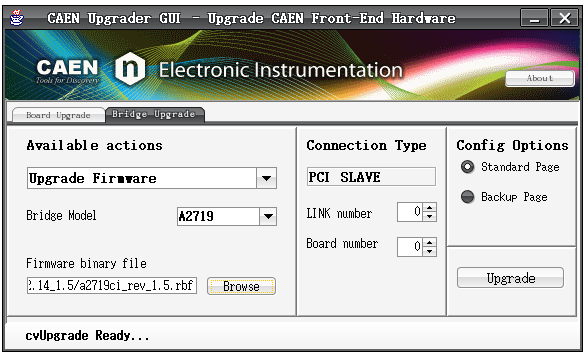 CAEN Upgrader GUI - Upgrade CAEN Front-End Hardware
CAEN n Electronic Instrumentation
Tools for Discovery
About
Board Upgrade Bridge Upgrade
Available actions
Upgrade Firmware
Bridge Model A2719
Firmware binary file
2.14_1.5/a2719ci_rev_1.5.rbf Browse
Connection Type
PCI SLAVE
LINK number 0
Board number 0
Config Options
Standard Page
Backup Page
Upgrade
cvUpgrade Ready...